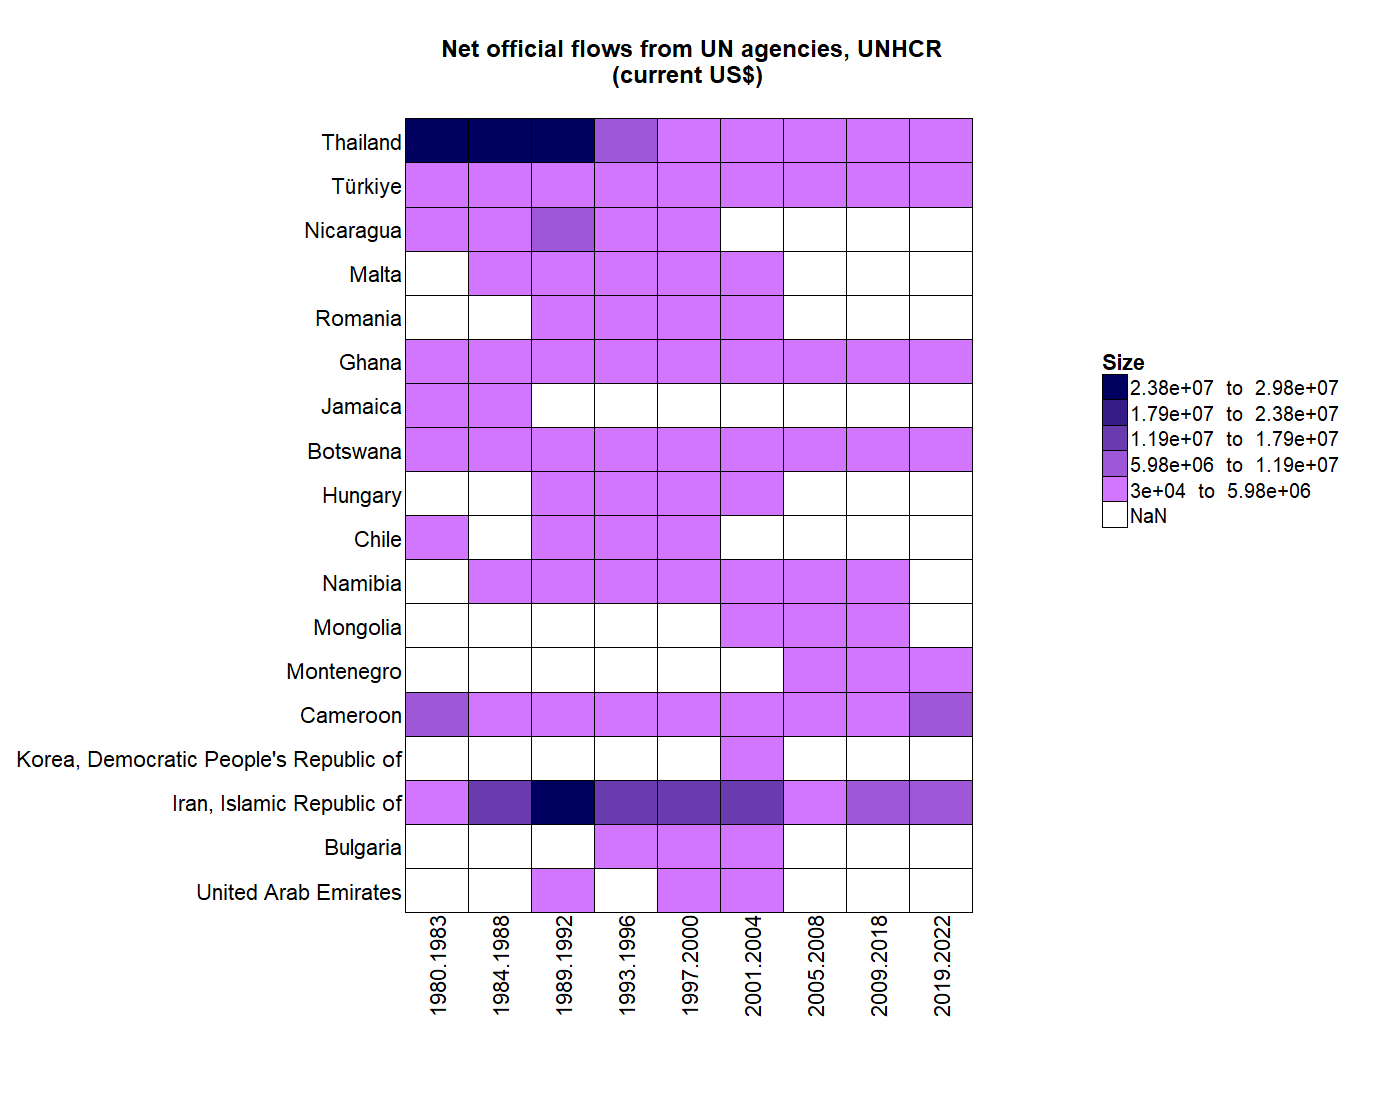 Net official flows from UN agencies, UNHCR
(current US$)
Thailand
Türkiye
Nicaragua
Malta
Romania
Ghana
Jamaica
Botswana
Hungary
Chile
Namibia
Mongolia
Montenegro
Cameroon
Korea, Democratic People's Republic of
Iran, Islamic Republic of
Bulgaria
United Arab Emirates
1980.1983
1984.1988
1989.1992
1993.1996
1997.2000
2001.2004
2005.2008
2009.2018
2019.2022
Size
2.38e+07 to 2.98e+07
1.79e+07 to 2.38e+07
1.19e+07 to 1.79e+07
5.98e+06 to 1.19e+07
3e+04 to 5.98e+06
NaN